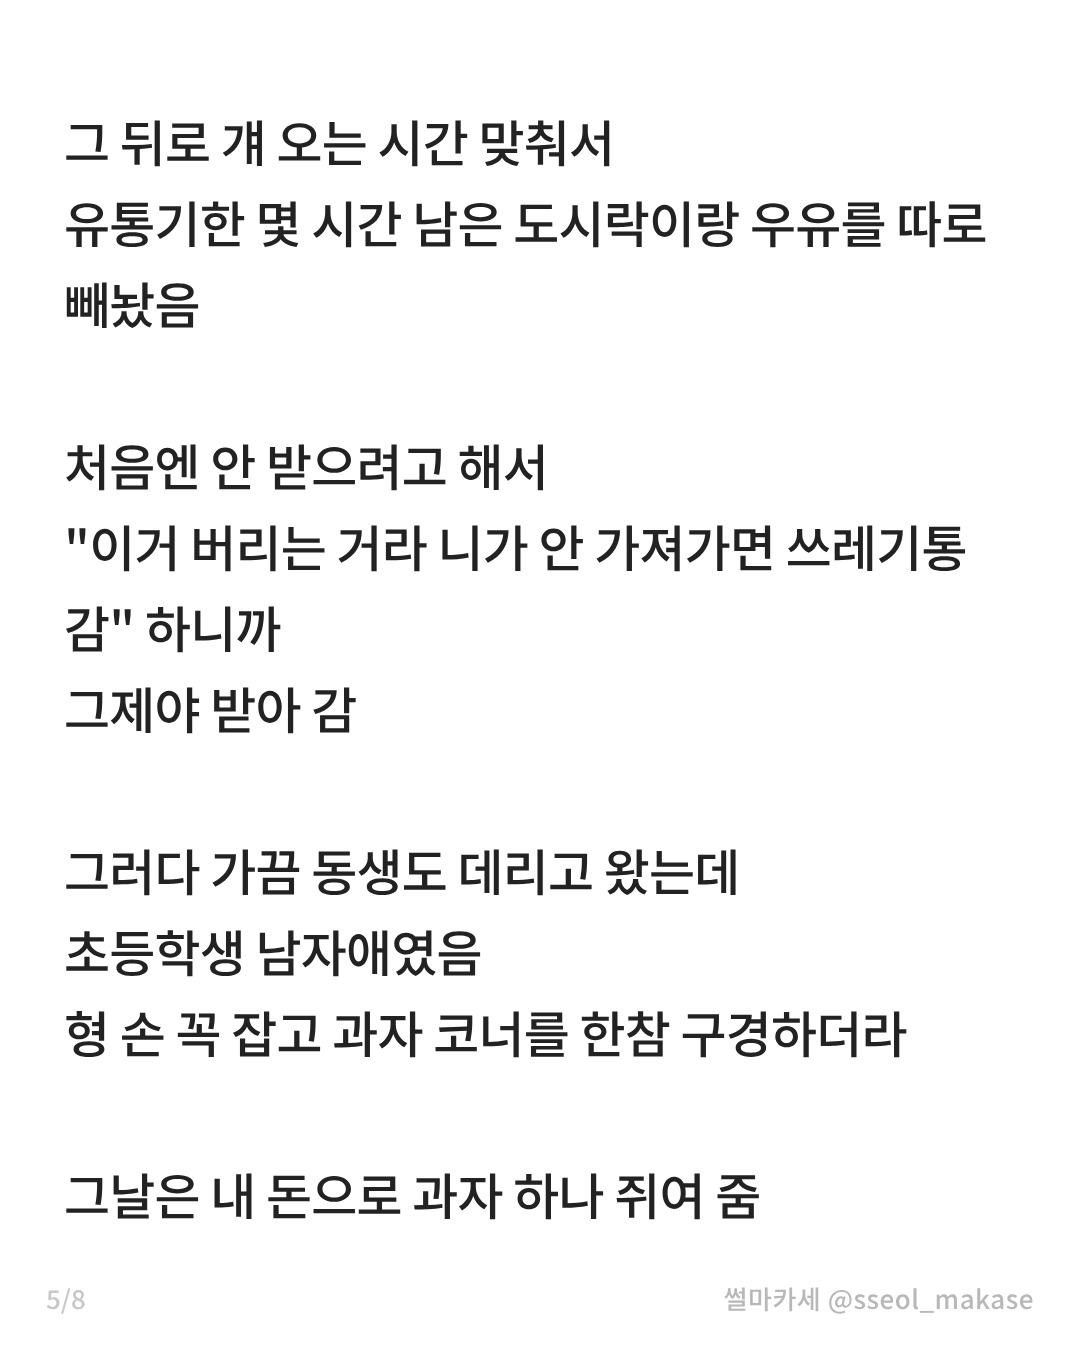 그 뒤로 걔 오는 시간 맞춰서
유통기한 몇 시간 남은 도시락이랑 우유를 따로
빼놨음
처음엔 안 받으려고 해서
"이거 버리는 거라 니가 안 가져가면 쓰레기통
감" 하니까
그제야 받아 감
그러다 가끔 동생도 데리고 왔는데
초등학생 남자애였음
형 손 꼭 잡고 과자 코너를 한참 구경하더라
그날은 내 돈으로 과자 하나 쥐여 줌
5/8
썰마카세 @sseol_makase